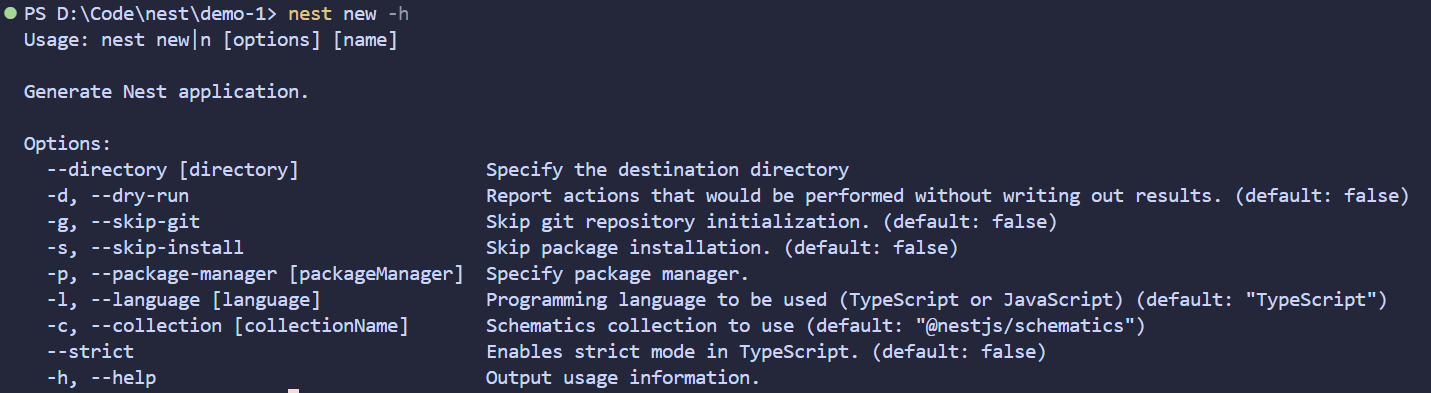 PS D:\Code\nest\demo-1> nest new -h
Usage: nest new|n [options] [name]
Generate Nest application.
Options:
--directory [directory] Specify the destination directory
-d, --dry-run Report actions that would be performed without writing out results. (default: false)
-g, --skip-git Skip git repository initialization. (default: false)
-s, --skip-install Skip package installation. (default: false)
-p, --package-manager [packageManager] Specify package manager.
-l, --language [language] Programming language to be used (TypeScript or JavaScript) (default: "TypeScript")
-c, --collection [collectionName] Schematics collection to use (default: "@nestjs/schematics")
--strict Enables strict mode in TypeScript. (default: false)
-h, --help Output usage information.